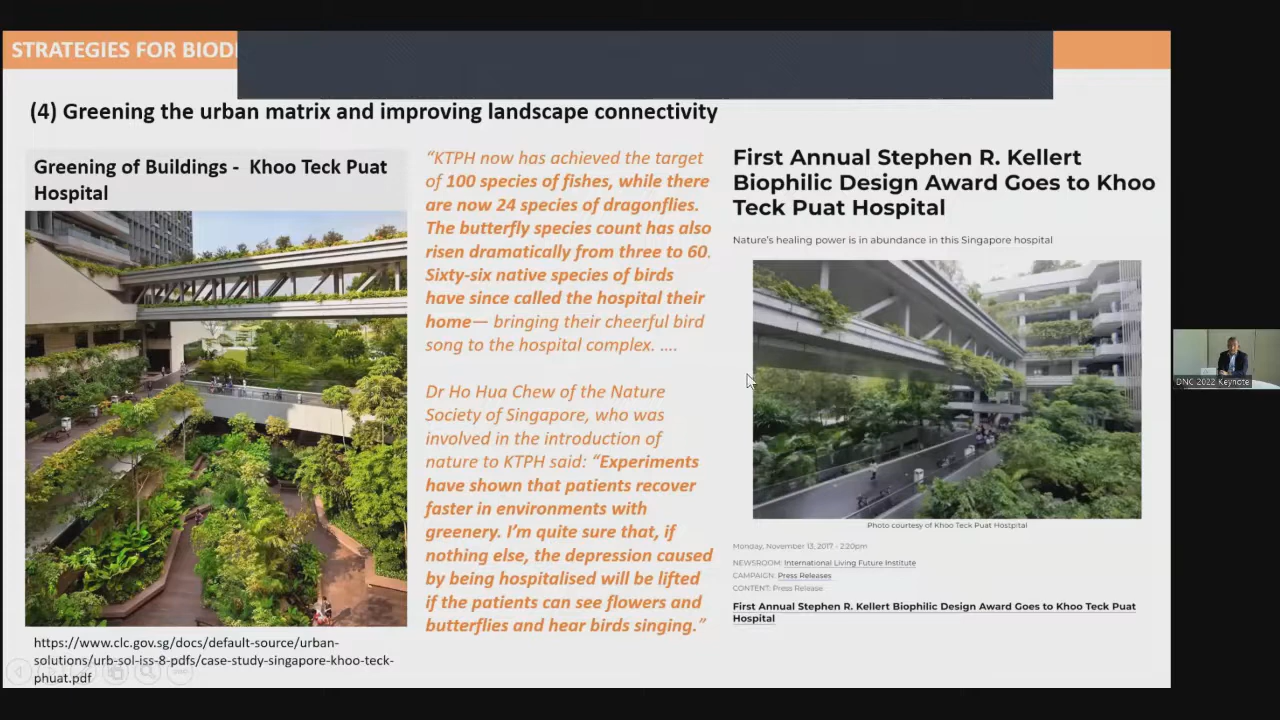 STRATEGIES FOR BIOD
(4) Greening the urban matrix and improving landscape connectivity
Greening of Buildings - Khoo Teck Puat
Hospital
https://www.clc.gov.sg/docs/default-source/urban-
solutions/urb-sol-iss-8-pdfs/case-study-singapore-khoo-teck-
phuat.pdf
“KTPH now has achieved the target
of 100 species of fishes, while there
are now 24 species of dragonflies.
The butterfly species count has also
risen dramatically from three to 60.
Sixty-six native species of birds
have since called the hospital their
home— bringing their cheerful bird
song to the hospital complex. ….
Dr Ho Hua Chew of the Nature
Society of Singapore, who was
involved in the introduction of
nature to KTPH said: “Experiments
have shown that patients recover
faster in environments with
greenery. I’m quite sure that, if
nothing else, the depression caused
by being hospitalised will be lifted
if the patients can see flowers and
butterflies and hear birds singing.”
First Annual Stephen R. Kellert
Biophilic Design Award Goes to Khoo
Teck Puat Hospital
Nature's healing power is in abundance in this Singapore hospital
Photo courtesy of Khoo Teck Puat Hostpital
Monday, November 13, 2017 - 2:20pm
NEWSROOM: International Living Future Institute
CAMPAIGN: Press Releases
CONTENT: Press Release
First Annual Stephen R. Kellert Biophilic Design Award Goes to Khoo Teck Puat
Hospital
DNC 2022 Keynote